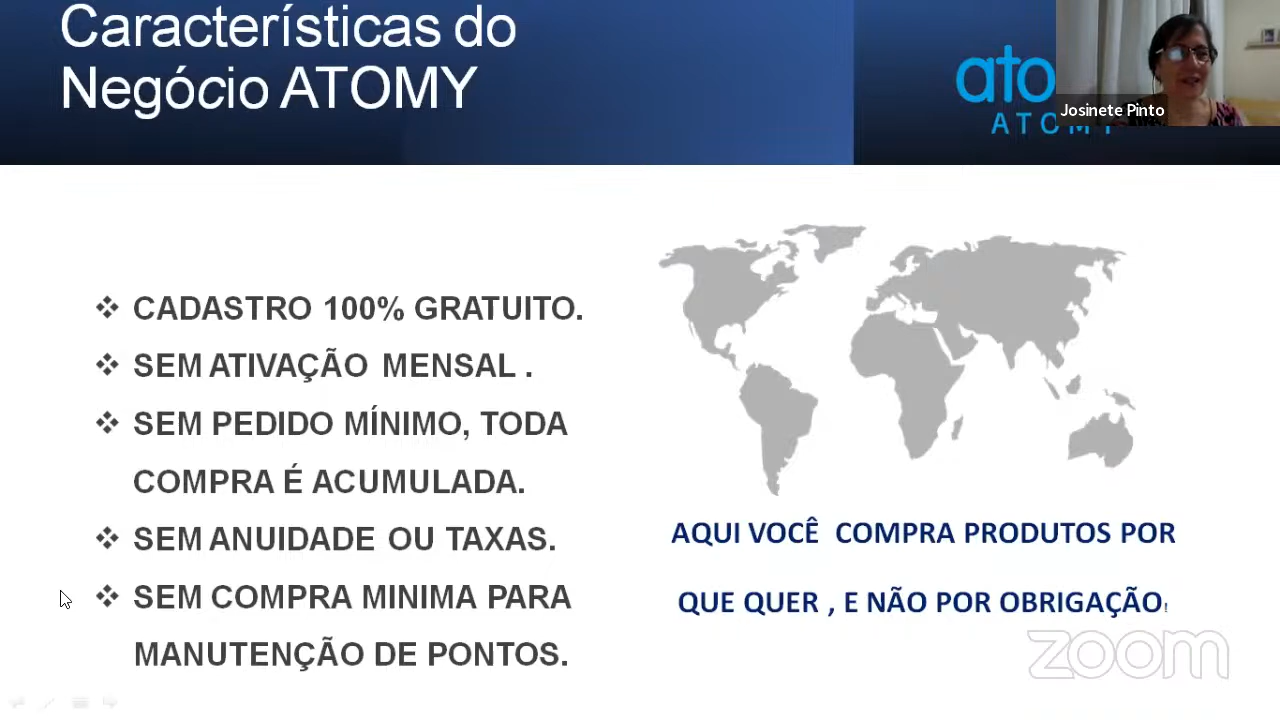 Características do
Negócio ATOMY
ato
Josinete Pinto
❖ CADASTRO 100% GRATUITO.
❖ SEM ATIVAÇÃO MENSAL .
❖ SEM PEDIDO MÍNIMO, TODA
COMPRA É ACUMULADA.
❖ SEM ANUIDADE OU TAXAS.
❖ SEM COMPRA MINIMA PARA
MANUTENÇÃO DE PONTOS.
AQUI VOCÊ COMPRA PRODUTOS POR
QUE QUER , E NÃO POR OBRIGAÇÃO!
zoom